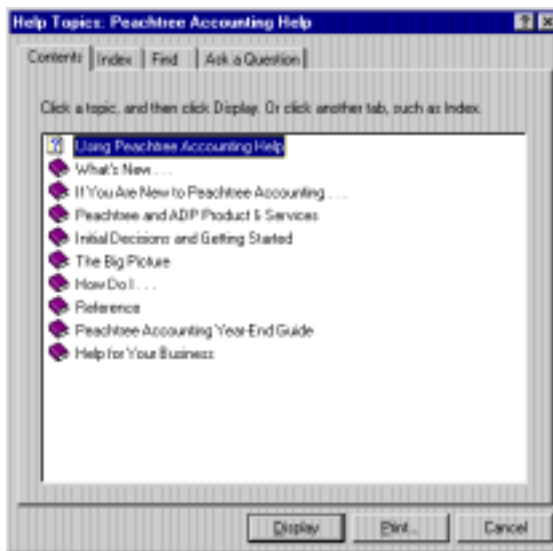 Help Topics: Peachtree Accounting Help
Contents Index Find Ask a Question
Click a topic, and then click Display. Or click another tab, such as Index.
Using Peachtree Accounting Help
What's New . . .
If You Are New to Peachtree Accounting . . .
Peachtree and ADP Product & Services
Initial Decisions and Getting Started
The Big Picture
How Do I . . .
Reference
Peachtree Accounting Year-End Guide
Help for Your Business
Display Print... Cancel